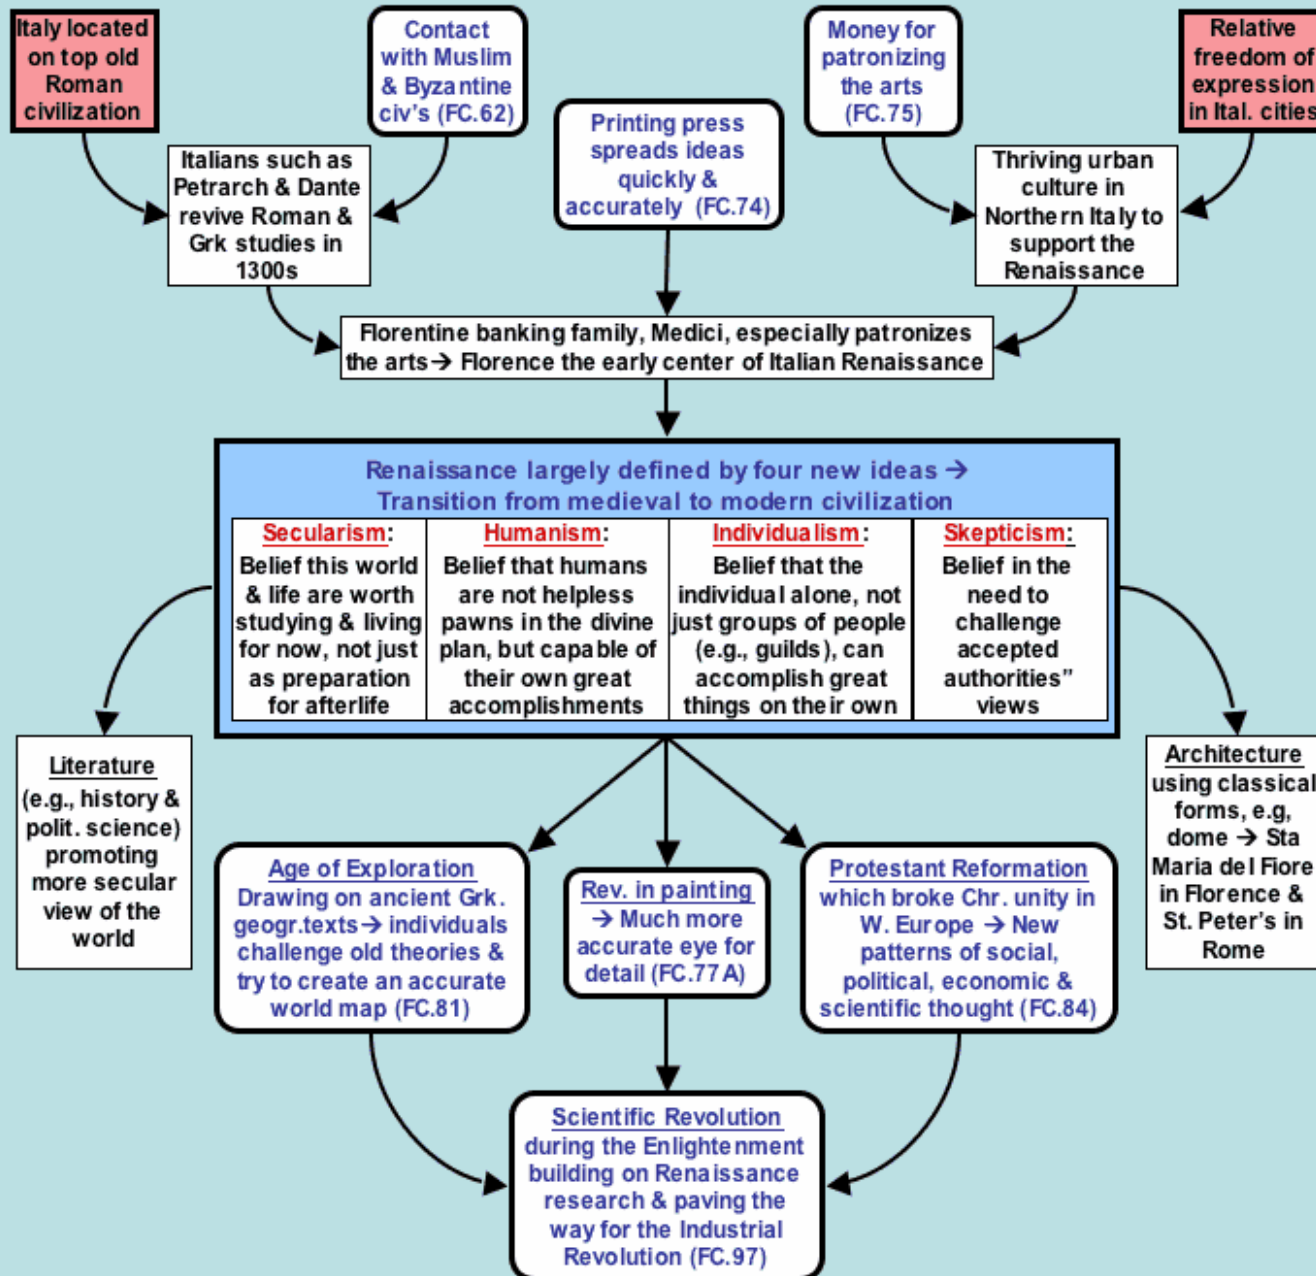 Italy located
on top old
Roman
civilization
Contact
with Muslim
& Byzantine
civ's (FC.62)
Printing press
spreads ideas
quickly &
accurately (FC.74)
Money for
patronizing
the arts
(FC.75)
Relative
freedom of
expression
in Ital. cities
Italians such as
Petrarch & Dante
revive Roman &
Grk studies in
1300s
Thriving urban
culture in
Northern Italy to
support the
Renaissance
Florentine banking family, Medici, especially patronizes
the arts→ Florence the early center of Italian Renaissance
Renaissance largely defined by four new ideas →
Transition from medieval to modern civilization
Secularism:
Belief this world
& life are worth
studying & living
for now, not just
as preparation
for afterlife
Humanism:
Belief that humans
are not helpless
pawns in the divine
plan, but capable of
their own great
accomplishments
Individualism:
Belief that the
individual alone, not
just groups of people
(e.g., guilds), can
accomplish great
things on their own
Skepticism:
Belief in the
need to
challenge
accepted
authorities”
views
Literature
(e.g., history &
polit. science)
promoting
more secular
view of the
world
Age of Exploration
Drawing on ancient Grk.
geogr.texts→ individuals
challenge old theories &
try to create an accurate
world map (FC.81)
Rev. in painting
→ Much more
accurate eye for
detail (FC.77A)
Protestant Reformation
which broke Chr. unity in
W. Europe → New
patterns of social,
political, economic &
scientific thought (FC.84)
Architecture
using classical
forms, e.g,
dome → Sta
Maria del Fiore
in Florence &
St. Peter's in
Rome
Scientific Revolution
during the Enlightenment
building on Renaissance
research & paving the
way for the Industrial
Revolution (FC.97)